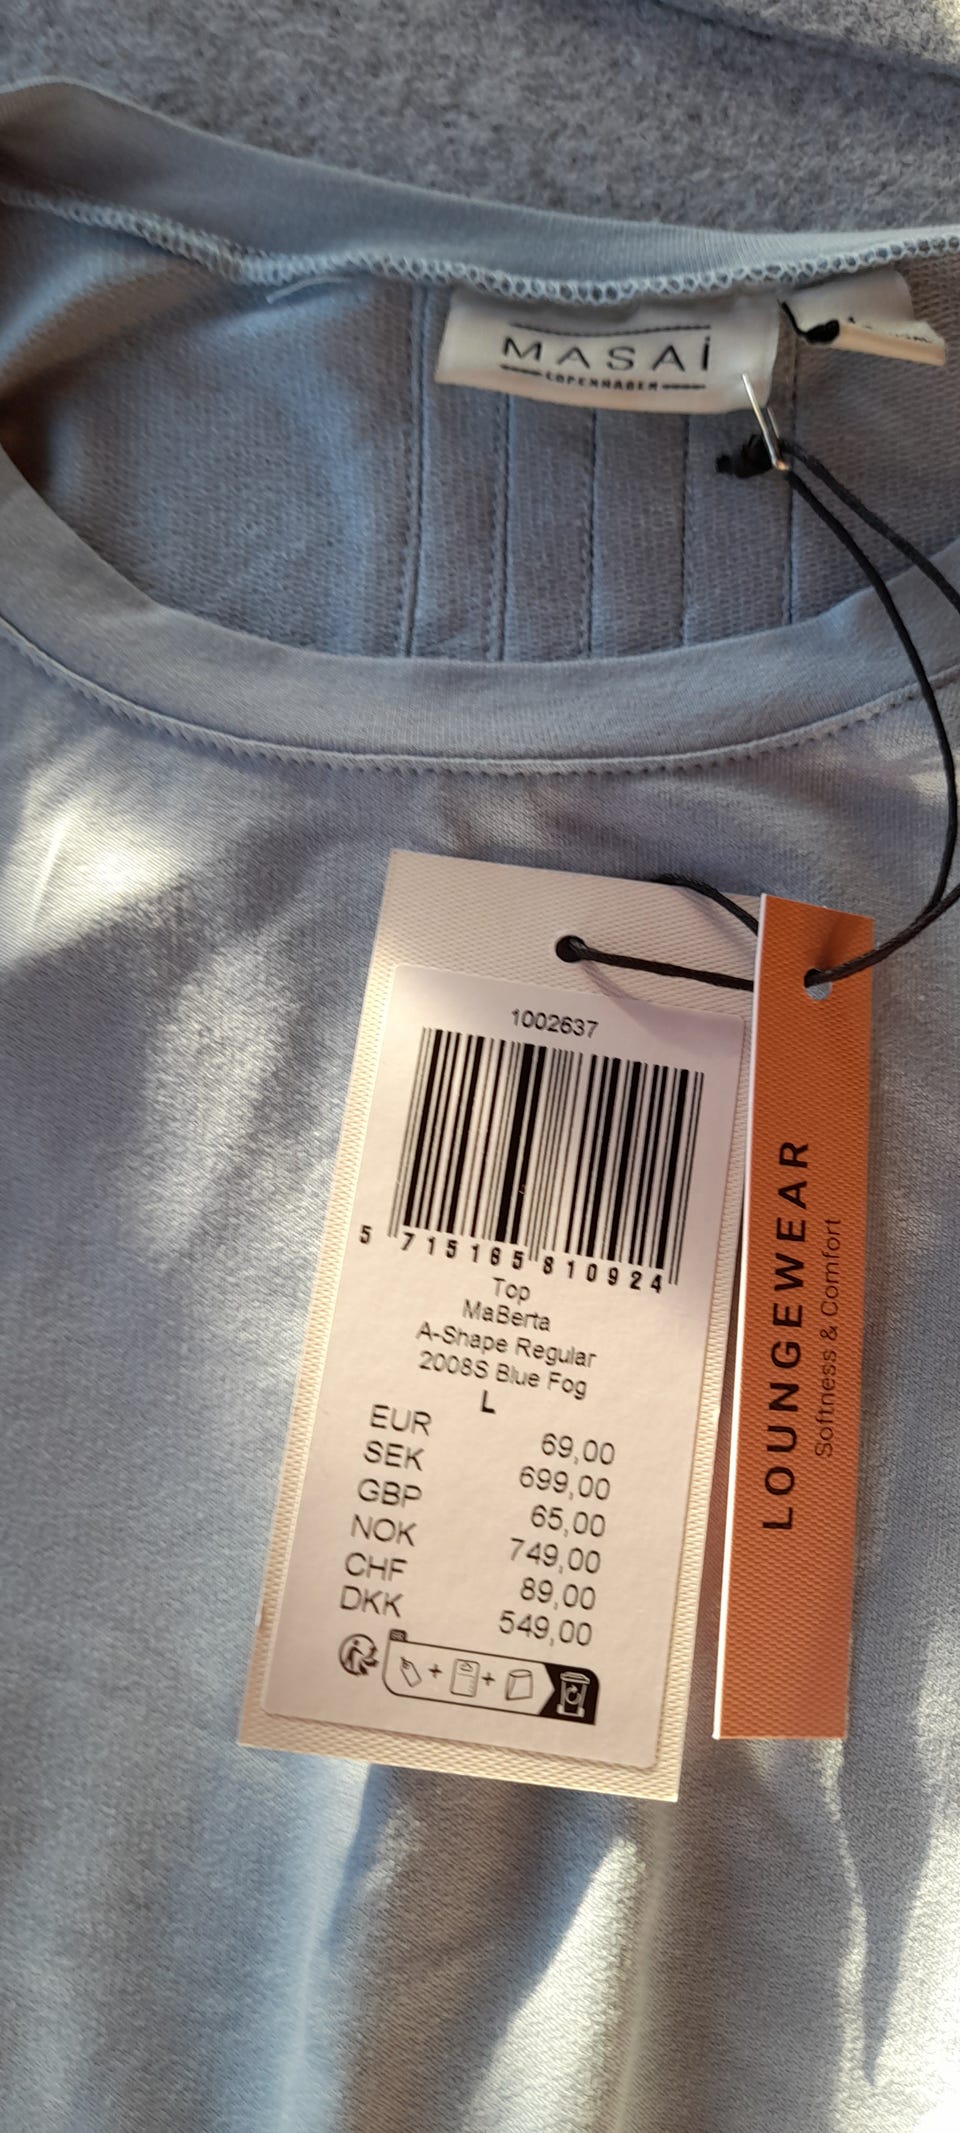 MASAI
COPENHAGEN
1002637
5 715165 810924
Top
MaBerta
A-Shape Regular
2008S Blue Fog
L
EUR 69,00
SEK 699,00
GBP 65,00
NOK 749,00
CHF 89,00
DKK 549,00
LOUNGEWEAR
Softness & Comfort